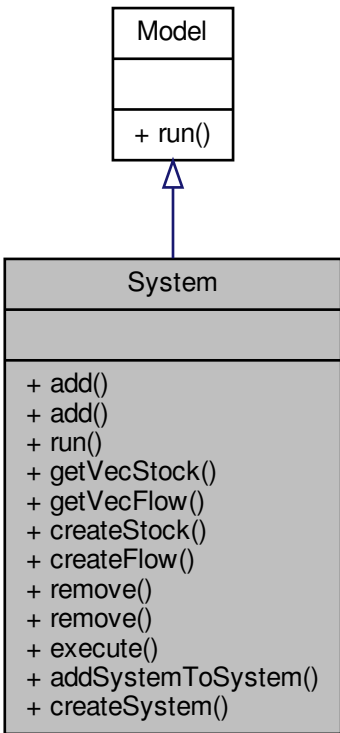 Model
+ run()
System
+ add()
+ add()
+ run()
+ getVecStock()
+ getVecFlow()
+ createStock()
+ createFlow()
+ remove()
+ remove()
+ execute()
+ addSystemToSystem()
+ createSystem()